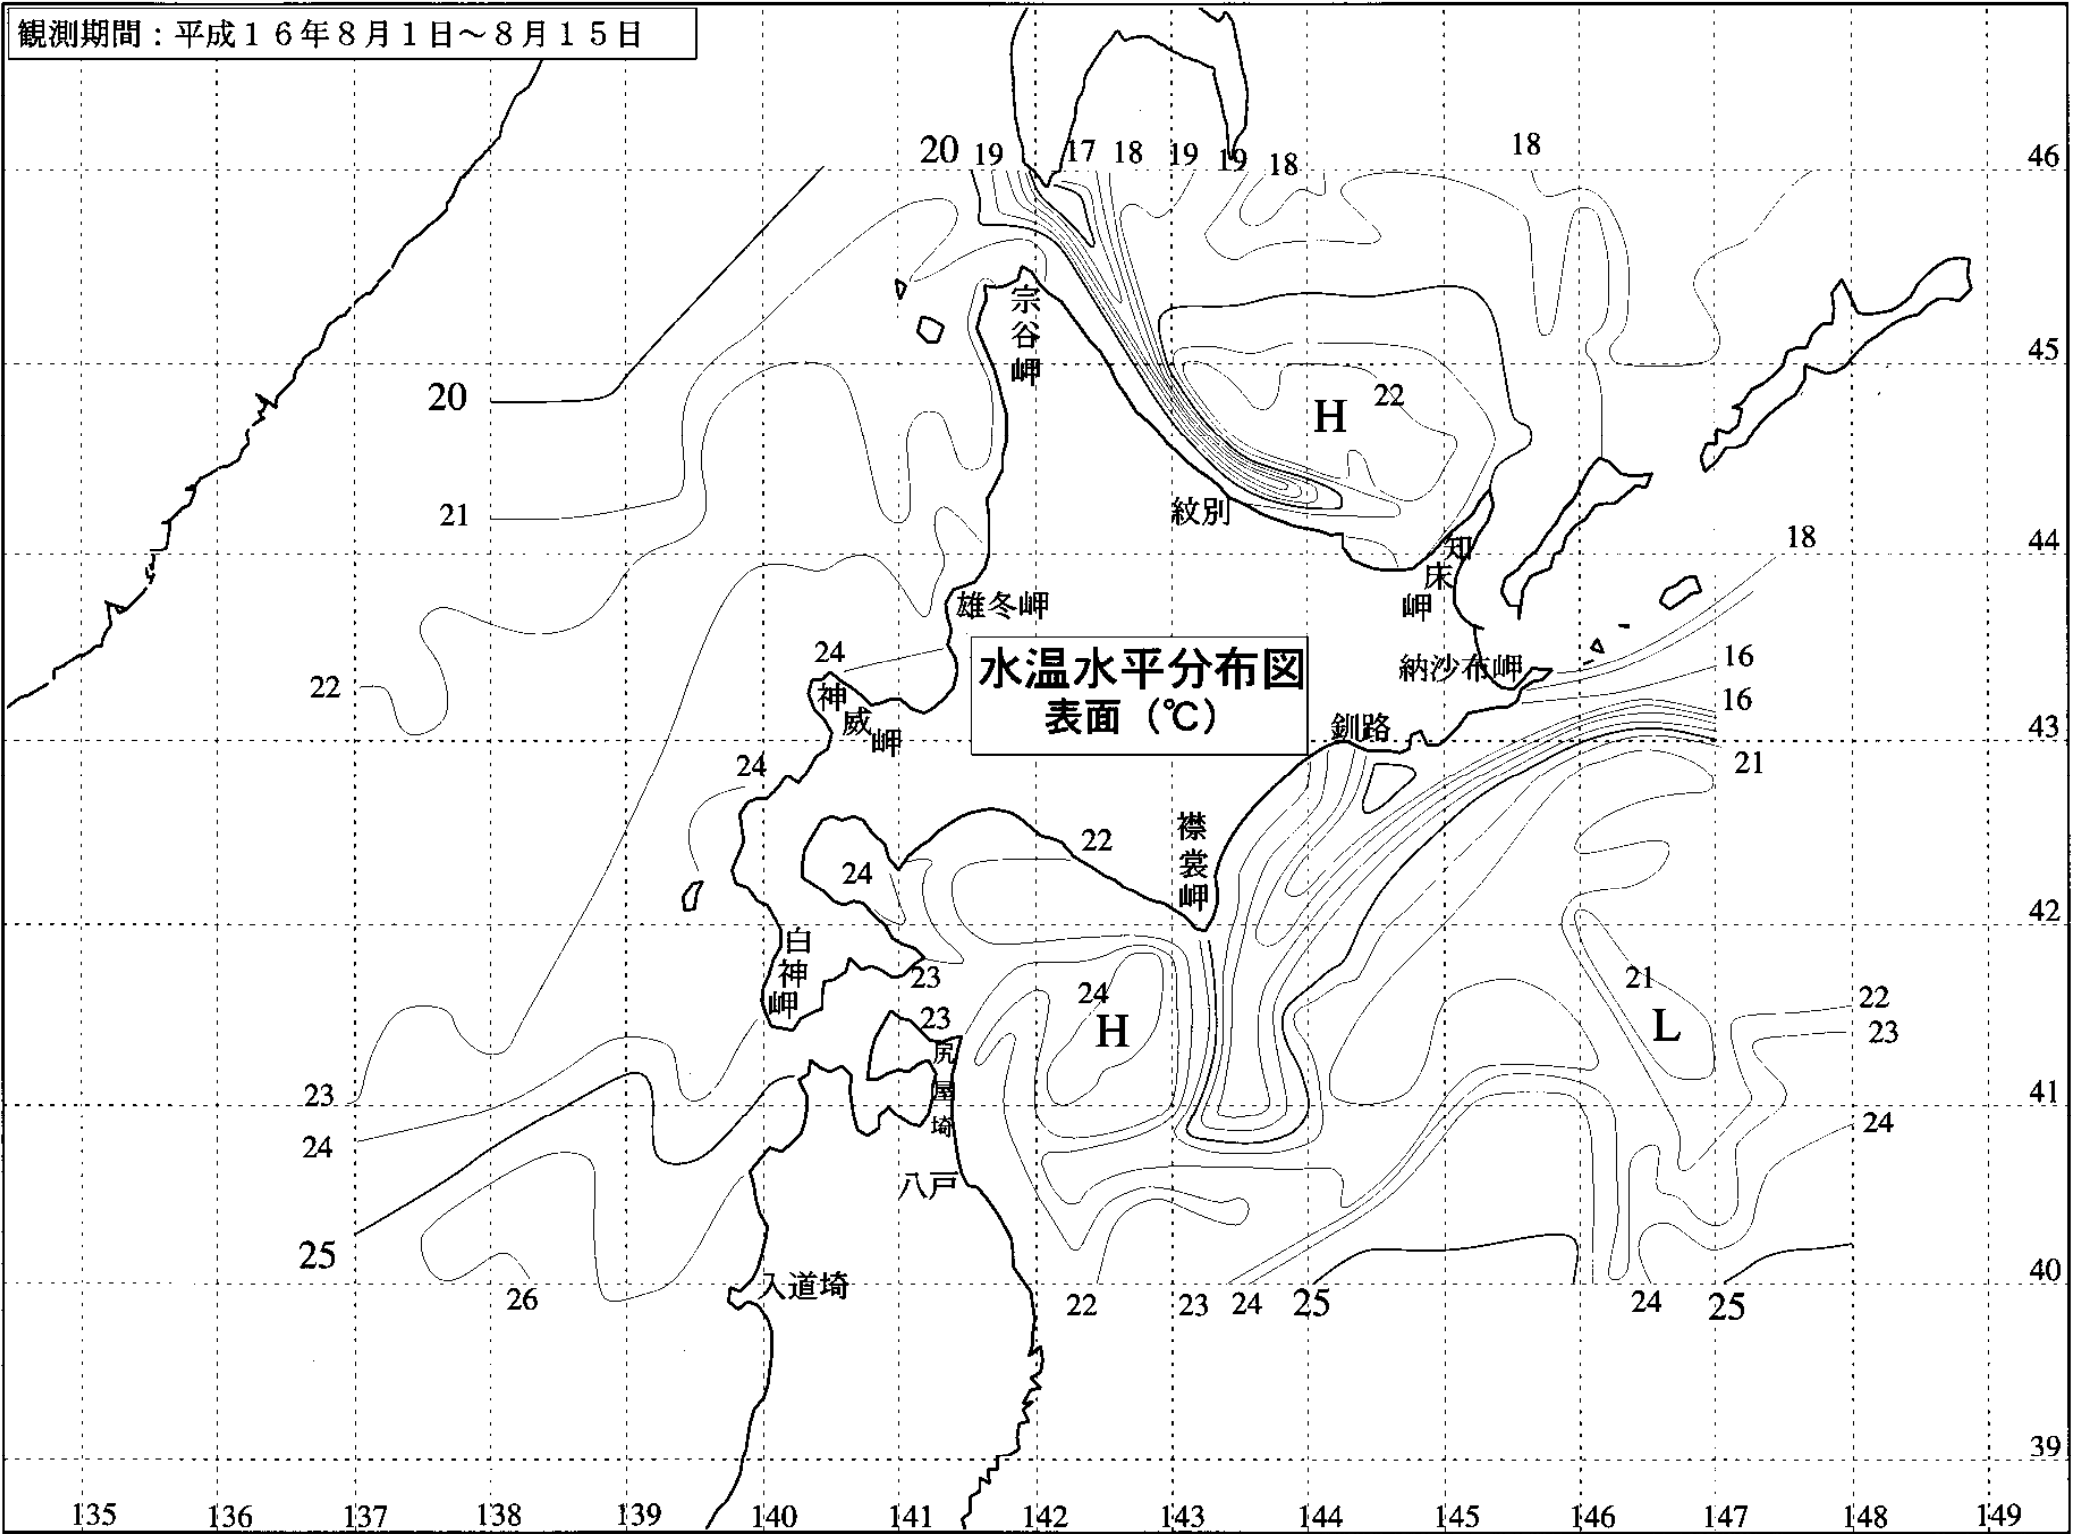 観測期間：平成１６年８月１日～８月１５日
20 19 17 18 19 19 18 18 46
宗谷岬
45
20
22
H
21
紋別
44
18
知床岬
雄冬岬
水温水平分布図
表面（℃）
24
神威岬
納沙布岬
16
22
16
釧路
43
21
24
襟裳岬
22
24
42
白神岬
23
24
H
21
L
22
23
23
尻屋埼
23
41
24
24
八戸
25
入道埼
40
26
22 23 24 25 24 25
39
135 136 137 138 139 140 141 142 143 144 145 146 147 148 149